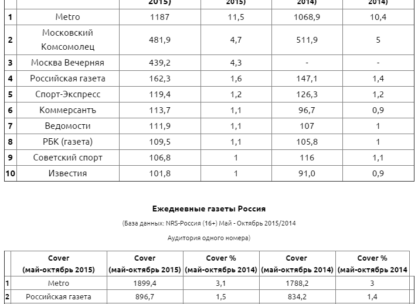 2015) 2015) 2014) 2014)
1 Metro 1187 11,5 1068,9 10,4
2 Московский Комсомолец 481,9 4,7 511,9 5
3 Москва Вечерняя 439,2 4,3 - -
4 Российская газета 162,3 1,6 147,1 1,4
5 Спорт-Экспресс 119,4 1,2 126,3 1,2
6 Коммерсантъ 113,7 1,1 96,7 0,9
7 Ведомости 111,9 1,1 107 1
8 РБК (газета) 109,5 1,1 105,8 1
9 Советский спорт 106,8 1 116 1,1
10 Известия 101,8 1 91,0 0,9
Ежедневные газеты Россия
(База данных: NRS-Россия (16+) Май - Октябрь 2015/2014
Аудитория одного номера)
Cover Cover Cover % Cover Cover %
(май-октябрь 2015) (май-октябрь 2015) (май-октябрь 2014) (май-октябрь 2014) (май-октябрь 2014
1 Metro 1899,4 3,1 1788,2 3
2 Российская газета 896,7 1,5 834,2 1,4